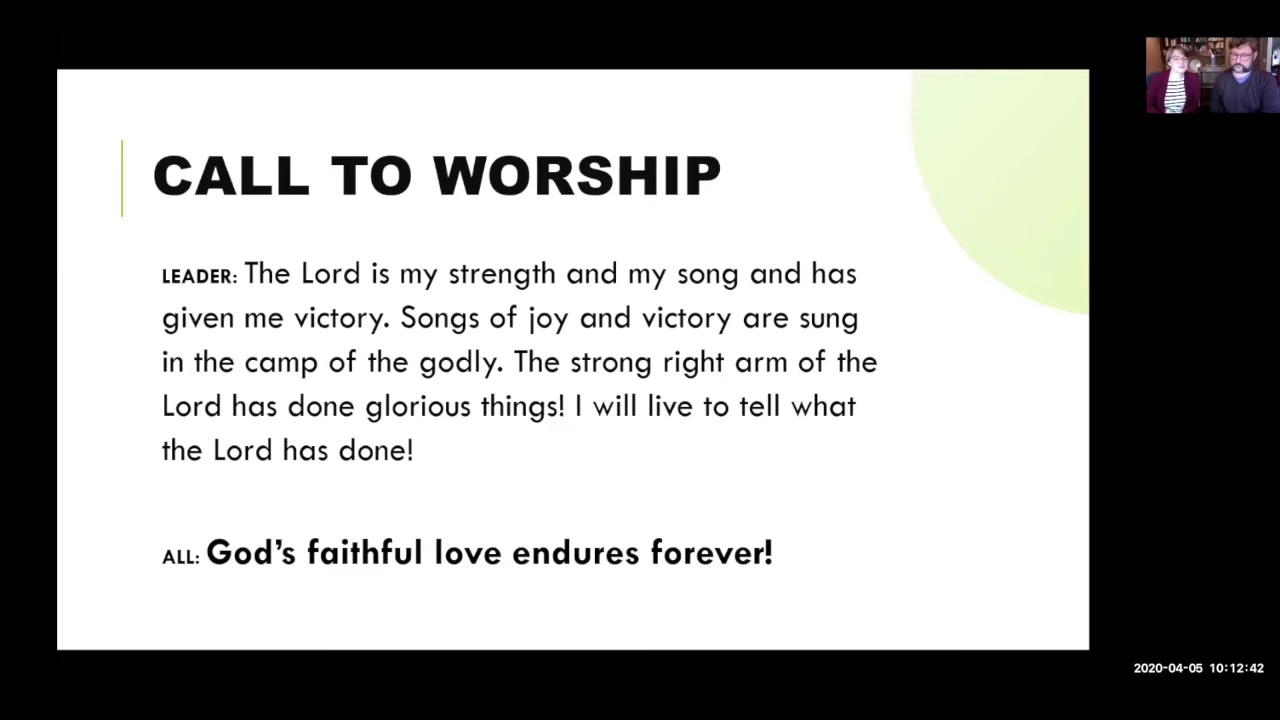 CALL TO WORSHIP
LEADER: The Lord is my strength and my song and has
given me victory. Songs of joy and victory are sung
in the camp of the godly. The strong right arm of the
Lord has done glorious things! I will live to tell what
the Lord has done!
ALL: God’s faithful love endures forever!
2020-04-05 10:12:42